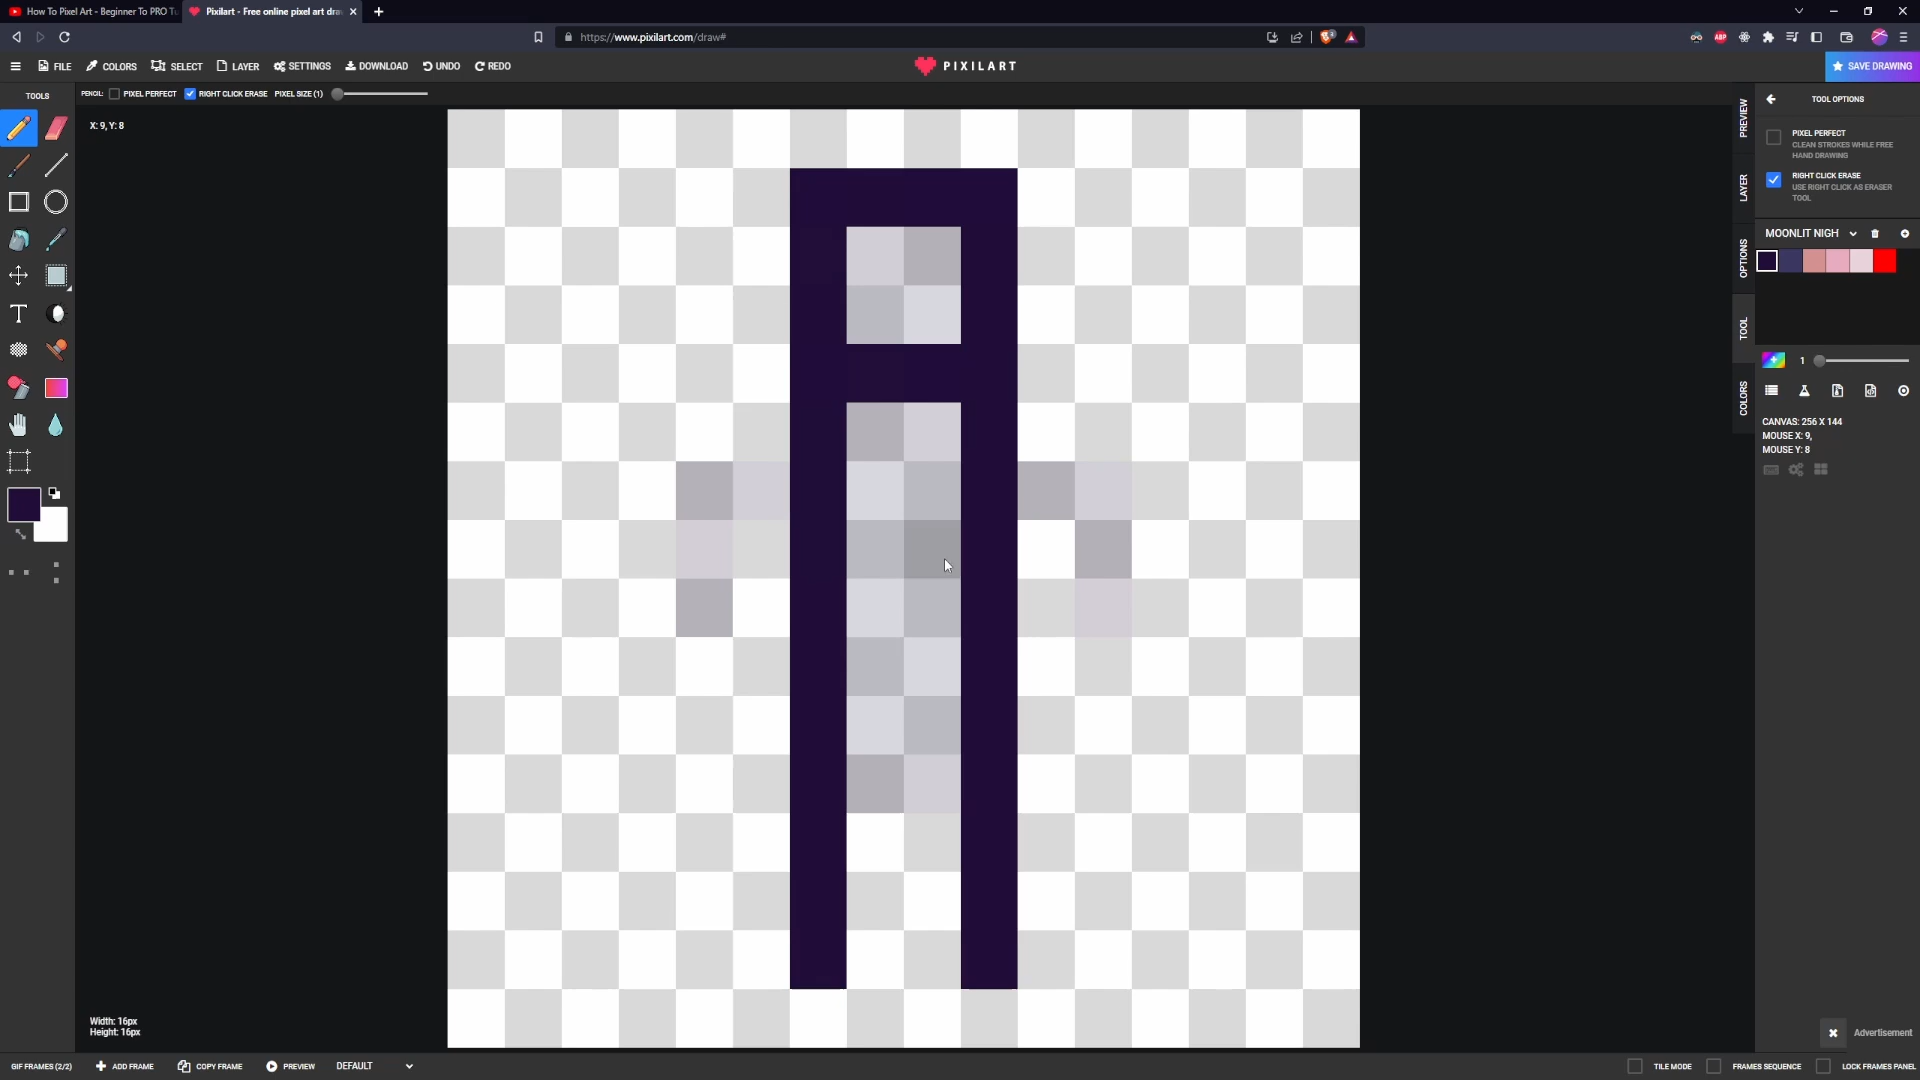 How To Pixel Art - Beginner To PRO Tu
Pixilart - Free online pixel art dra
https://www.pixilart.com/draw#
FILE COLORS SELECT LAYER SETTINGS DOWNLOAD UNDO REDO
PIXILART
SAVE DRAWING
TOOLS
PENCIL: PIXEL PERFECT RIGHT CLICK ERASE PIXEL SIZE (1)
X: 9, Y: 8
PREVIEW
LAYER
OPTIONS
TOOL
COLORS
TOOL OPTIONS
PIXEL PERFECT
CLEAN STROKES WHILE FREE
HAND DRAWING
RIGHT CLICK ERASE
USE RIGHT CLICK AS ERASER
TOOL
MOONLIT NIGH
1
CANVAS: 256 X 144
MOUSE X: 9,
MOUSE Y: 8
Width: 16px
Height: 16px
Advertisement
GIF FRAMES (2/2) ADD FRAME COPY FRAME PREVIEW DEFAULT
TILE MODE FRAMES SEQUENCE LOCK FRAMES PANEL